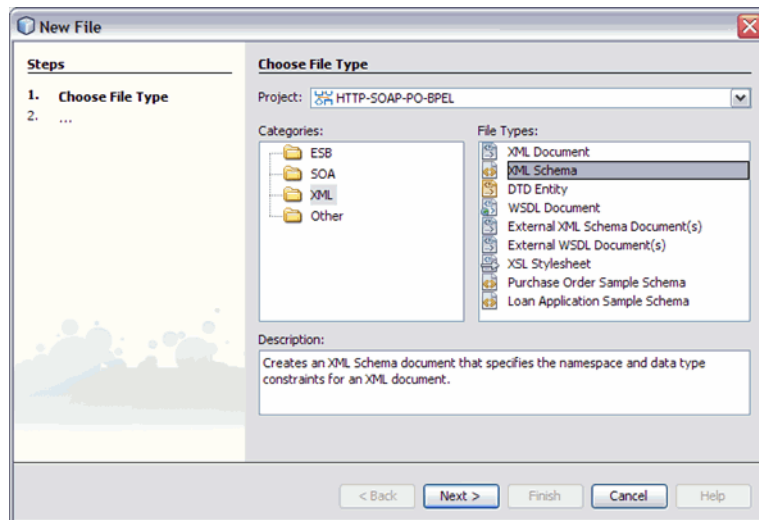 New File
Steps
1. Choose File Type
2. ...
Choose File Type
Project: HTTP-SOAP-PO-BPEL
Categories:
ESB
SOA
XML
Other
File Types:
XML Document
XML Schema
DTD Entity
WSDL Document
External XML Schema Document(s)
External WSDL Document(s)
XSL Stylesheet
Purchase Order Sample Schema
Loan Application Sample Schema
Description:
Creates an XML Schema document that specifies the namespace and data type
constraints for an XML document.
< Back Next > Finish Cancel Help